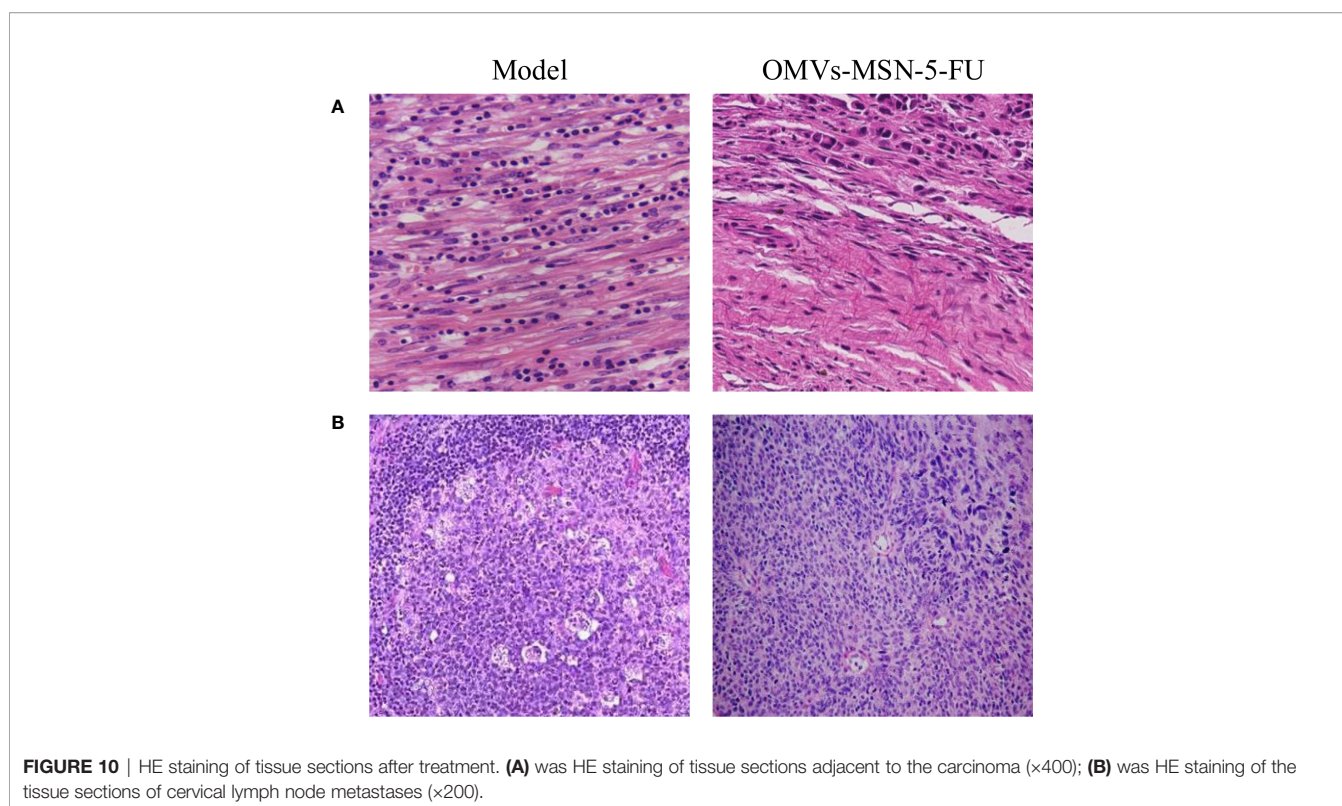 Model OMVs-MSN-5-FU
A
B
FIGURE 10 | HE staining of tissue sections after treatment. (A) was HE staining of tissue sections adjacent to the carcinoma (×400); (B) was HE staining of the
tissue sections of cervical lymph node metastases (×200).